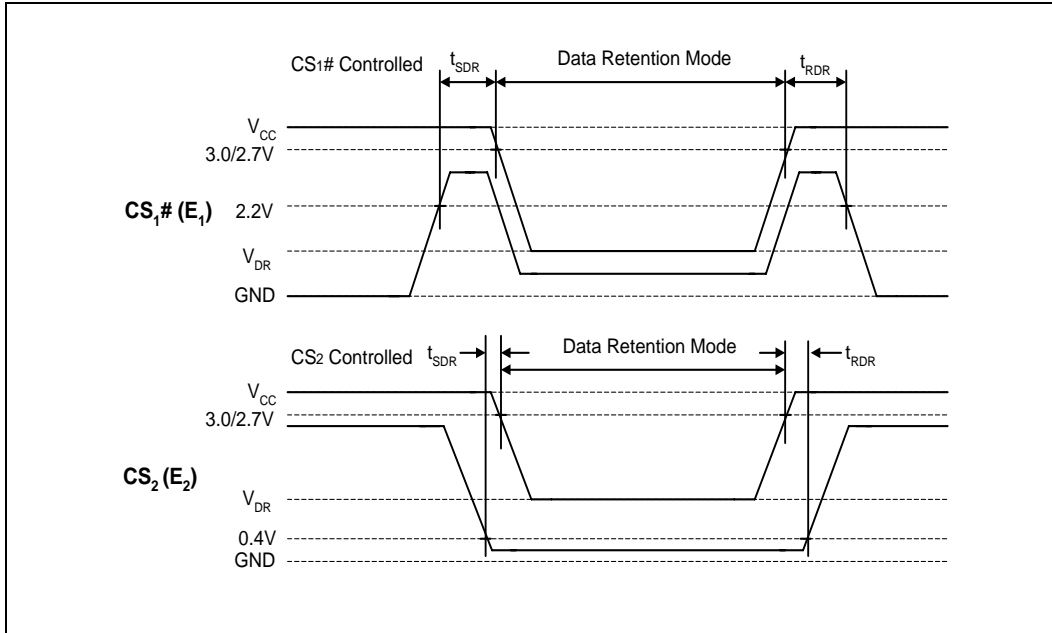 CS1# Controlled tSDR Data Retention Mode tRDR
VCC
3.0/2.7V
CS1# (E1) 2.2V
VDR
GND
CS2 Controlled tSDR Data Retention Mode tRDR
VCC
3.0/2.7V
CS2 (E2)
VDR
0.4V
GND